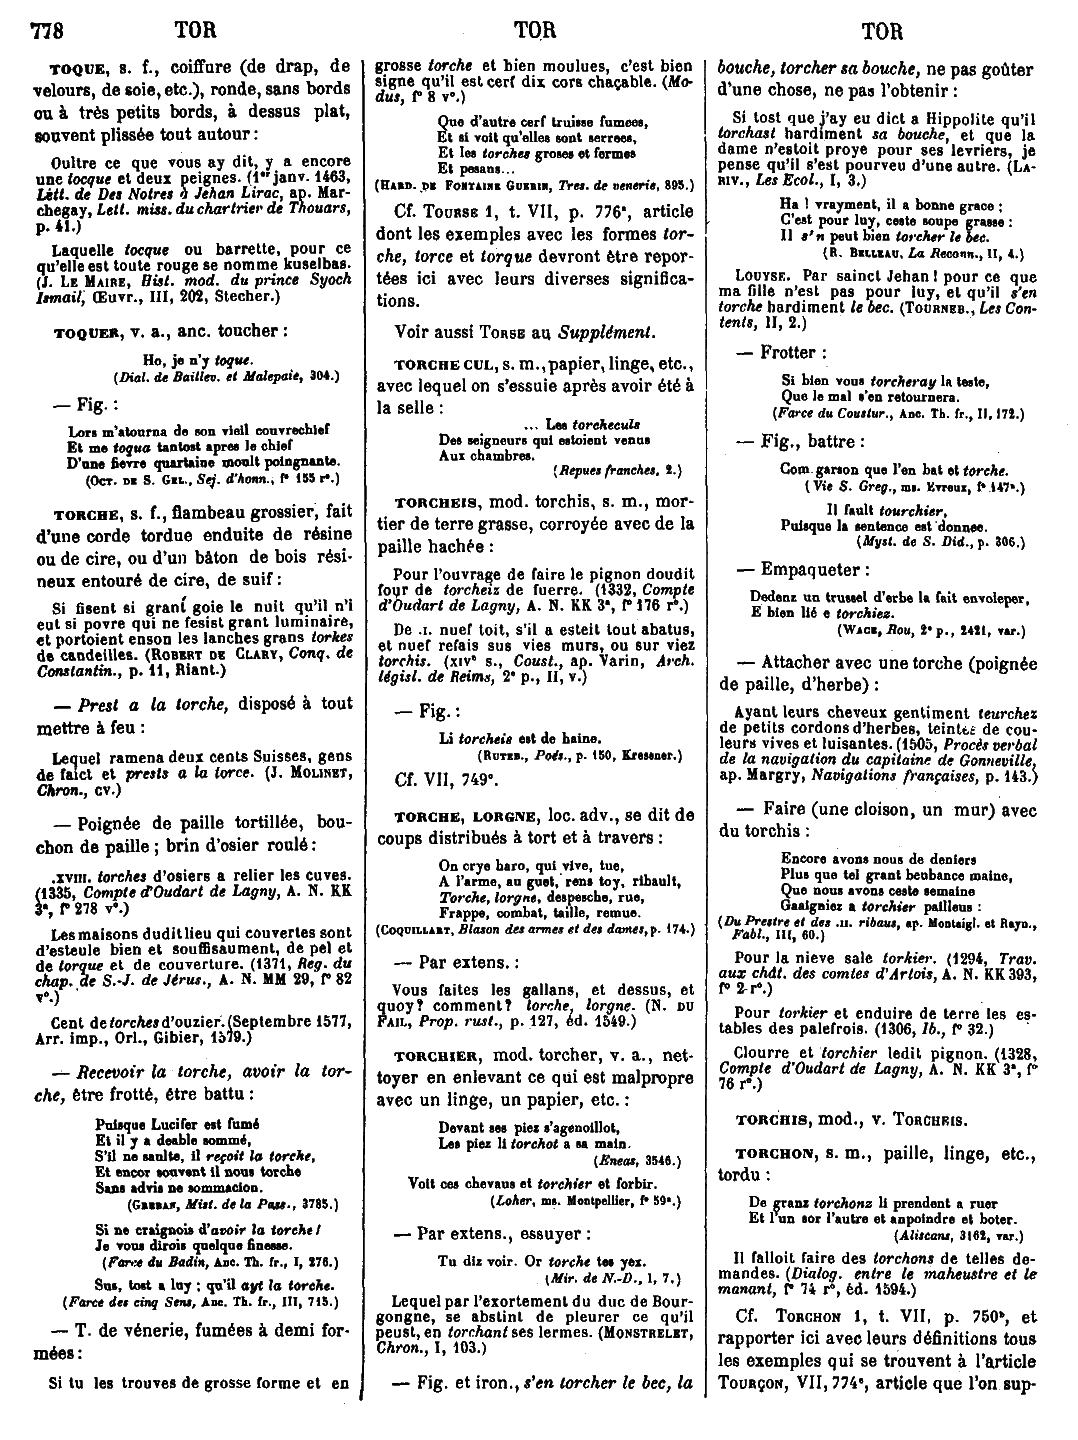 778 TOR TOR TOR
TOQUE, s. f., coiffure (de drap, de
velours, de soie, etc.), ronde, sans bords
ou à très petits bords, à dessus plat,
souvent plissée tout autour :
Oultre ce que vous ay dit, y a encore
une tocque et deux peignes. (1er janv. 1463,
Lett. de Des Notres à Jehan Lirac, ap. Mar-
chegay, Lett. miss. du chartrier de Thouars,
p. 41.)
Laquelle tocque ou barrette, pour ce
qu'elle est toute rouge se nomme kuselbas.
(J. LE MAIRE, Hist. mod. du prince Syoch
Ismail, Œuvr., III, 202, Stecher.)
TOQUER, v. a., anc. toucher :
Ho, je n'y toque.
(Dial. de Baillev. et Malepaie, 304.)
— Fig. :
Lors m'atourna de son vieil couvrechief
Et me toqua tantost apres le chief
D'une fievre quartaine moult poingnante.
(OCT. DE S. GEL., Sej. d'honn., f° 155 r°.)
TORCHE, s. f., flambeau grossier, fait
d'une corde tordue enduite de résine
ou de cire, ou d'un bâton de bois rési-
neux entouré de cire, de suif :
Si fisent si grant goie le nuit qu'il n'i
eut si povre qui ne fesist grant luminaire,
et portoient enson les lanches grans torkes
de candeilles. (ROBERT DE CLARY, Conq. de
Constantin., p. 11, Riant.)
— Prest a la torche, disposé à tout
mettre à feu :
Lequel ramena deux cents Suisses, gens
de faict et prests a la torce. (J. MOLINET,
Chron., CV.)
— Poignée de paille tortillée, bou-
chon de paille ; brin d'osier roulé :
.XVIII. torches d'osiers a relier les cuves.
(1335, Compte d'Oudart de Lagny, A. N. KK
3ª, f° 278 v°.)
Les maisons dudit lieu qui couvertes sont
d'esteule bien et souffisaument, de pel et
de torque et de couverture. (1371, Reg. du
chap. de S.-J. de Jérus., A. N. MM 29, f° 82
v°.)
Cent de torches d'ouzier. (Septembre 1577,
Arr. imp., Orl., Gibier, 1579.)
— Recevoir la torche, avoir la tor-
che, être frotté, être battu :
Puisque Lucifer est fumé
Et il y a deable sommé,
S'il ne saulte, il reçoit la torche,
Et encor souvent il nous torche
Sans advis ne sommacion.
(GREBAN, Mist. de la Pass., 3785.)
Si ne craignois d'avoir la torche !
Je vous dirois quelque finesse.
(Farce du Badin, Anc. Th. fr., I, 276.)
Sus, tost a luy ; qu'il ayt la torche.
(Farce des cinq Sens, Anc. Th. fr., III, 715.)
— T. de vénerie, fumées à demi for-
mées :
Si tu les trouves de grosse forme et en
grosse torche et bien moulues, c'est bien
signe qu'il est cerf dix cors chaçable. (Mo-
dus, f° 8 v°.)
Que d'autre cerf truisse fumees,
Et si voit qu'elles sont serrees,
Et les torches groses et fermes
Et pesans...
(HARD. DE FONTAINE GUERIN, Tres. de venerie, 895.)
Cf. TOURSE 1, t. VII, p. 776ª, article
dont les exemples avec les formes tor-
che, torce et torque devront être repor-
tées ici avec leurs diverses significa-
tions.
Voir aussi TORSE au Supplément.
TORCHE CUL, s. m., papier, linge, etc.,
avec lequel on s'essuie après avoir été à
la selle :
... Les torcheculs
Des seigneurs qui estoient venus
Aux chambres.
(Repues franches, 2.)
TORCHEIS, mod. torchis, s. m., mor-
tier de terre grasse, corroyée avec de la
paille hachée :
Pour l'ouvrage de faire le pignon doudit
four de torcheiz de fuerre. (1332, Compte
d'Oudart de Lagny, A. N. KK 3ª, f° 176 r°.)
De .I. nuef toit, s'il a esteit tout abatus,
et nuef refais sus vies murs, ou sur viez
torchis. (XIVe s., Coust., ap. Varin, Arch.
législ. de Reims, 2e p., II, v.)
— Fig. :
Li torcheis est de haine.
(RUTEB., Poés., p. 150, Kressner.)
Cf. VII, 749c.
TORCHE, LORGNE, loc. adv., se dit de
coups distribués à tort et à travers :
On crye haro, qui vive, tue,
A l'arme, au guet, rens toy, ribault,
Torche, lorgne, despesche, rue,
Frappe, combat, taille, remue.
(COQUILLART, Blason des armes et des dames, p. 174.)
— Par extens. :
Vous faites les gallans, et dessus, et
quoy? comment? torche, lorgne. (N. DU
FAIL, Prop. rust., p. 127, éd. 1549.)
TORCHIER, mod. torcher, v. a., net-
toyer en enlevant ce qui est malpropre
avec un linge, un papier, etc. :
Devant ses piez s'agenoillot,
Les piez li torchot a sa main.
(Eneas, 3546.)
Voit ces chevaus et torchier et forbir.
(Loher, ms. Montpellier, f° 59ª.)
— Par extens., essuyer :
Tu diz voir. Or torche tes yex.
(Mir. de N.-D., I, 7.)
Lequel par l'exortement du duc de Bour-
gongne, se abstint de pleurer ce qu'il
peust, en torchant ses lermes. (MONSTRELET,
Chron., I, 103.)
— Fig. et iron., s'en torcher le bec, la
bouche, torcher sa bouche, ne pas goûter
d'une chose, ne pas l'obtenir :
Si tost que j'ay eu dict a Hippolite qu'il
torchast hardiment sa bouche, et que la
dame n'estoit proye pour ses levriers, je
pense qu'il s'est pourveu d'une autre. (LA-
RIV., Les Ecol., I, 3.)
Ha ! vrayment, il a bonne grace ;
C'est pour luy, ceste soupe grasse :
Il s'n peut bien torcher le bec.
(R. BELLEAU, La Reconn., II, 4.)
LOUYSE. Par sainct Jehan ! pour ce que
ma fille n'est pas pour luy, et qu'il s'en
torche hardiment le bec. (TOURNEB., Les Con-
tents, II, 2.)
— Frotter :
Si bien vous torcheray la teste,
Que le mal s'en retournera.
(Farce du Coustur., Anc. Th. fr., II, 172.)
— Fig., battre :
Com garson que l'en bat et torche.
(Vie S. Greg., ms. Evreux, f° 147ª.)
Il fault tourchier,
Puisque la sentence est donnee.
(Myst. de S. Did., p. 306.)
— Empaqueter :
Dedenz un trussel d'erbe la fait envoleper,
E bien lié e torchiez.
(WACE, Rou, 2e p., 2421, var.)
— Attacher avec une torche (poignée
de paille, d'herbe) :
Ayant leurs cheveux gentiment teurchez
de petits cordons d'herbes, teintes de cou-
leurs vives et luisantes. (1505, Procès verbal
de la navigation du capitaine de Gonneville,
ap. Margry, Navigations françaises, p. 143.)
— Faire (une cloison, un mur) avec
du torchis :
Encore avons nous de deniers
Plus que tel grant beubance maine,
Que nous avons ceste semaine
Gaaigniez a torchier pailleus :
(Du Prestre et des .II. ribaus, ap. Montaigl. et Rayn.,
Fabl., III, 60.)
Pour la nieve sale torkier. (1294, Trav.
aux chât. des comtes d'Artois, A. N. KK 393,
f° 2 r°.)
Pour torkier et enduire de terre les es-
tables des palefrois. (1306, Ib., f° 32.)
Clourre et torchier ledit pignon. (1328,
Compte d'Oudart de Lagny, A. N. KK 3ª, f°
76 r°.)
TORCHIS, mod., v. TORCHEIS.
TORCHON, s. m., paille, linge, etc.,
tordu :
De granz torchonz li prendent a ruer
Et l'un sor l'autre et anpoindre et boter.
(Aliscans, 3162, var.)
Il falloit faire des torchons de telles de-
mandes. (Dialog. entre le maheustre et le
manant, f° 74 r°, éd. 1594.)
Cf. TORCHON 1, t. VII, p. 750b, et
rapporter ici avec leurs définitions tous
les exemples qui se trouvent à l'article
TOURÇON, VII, 774c, article que l'on sup-